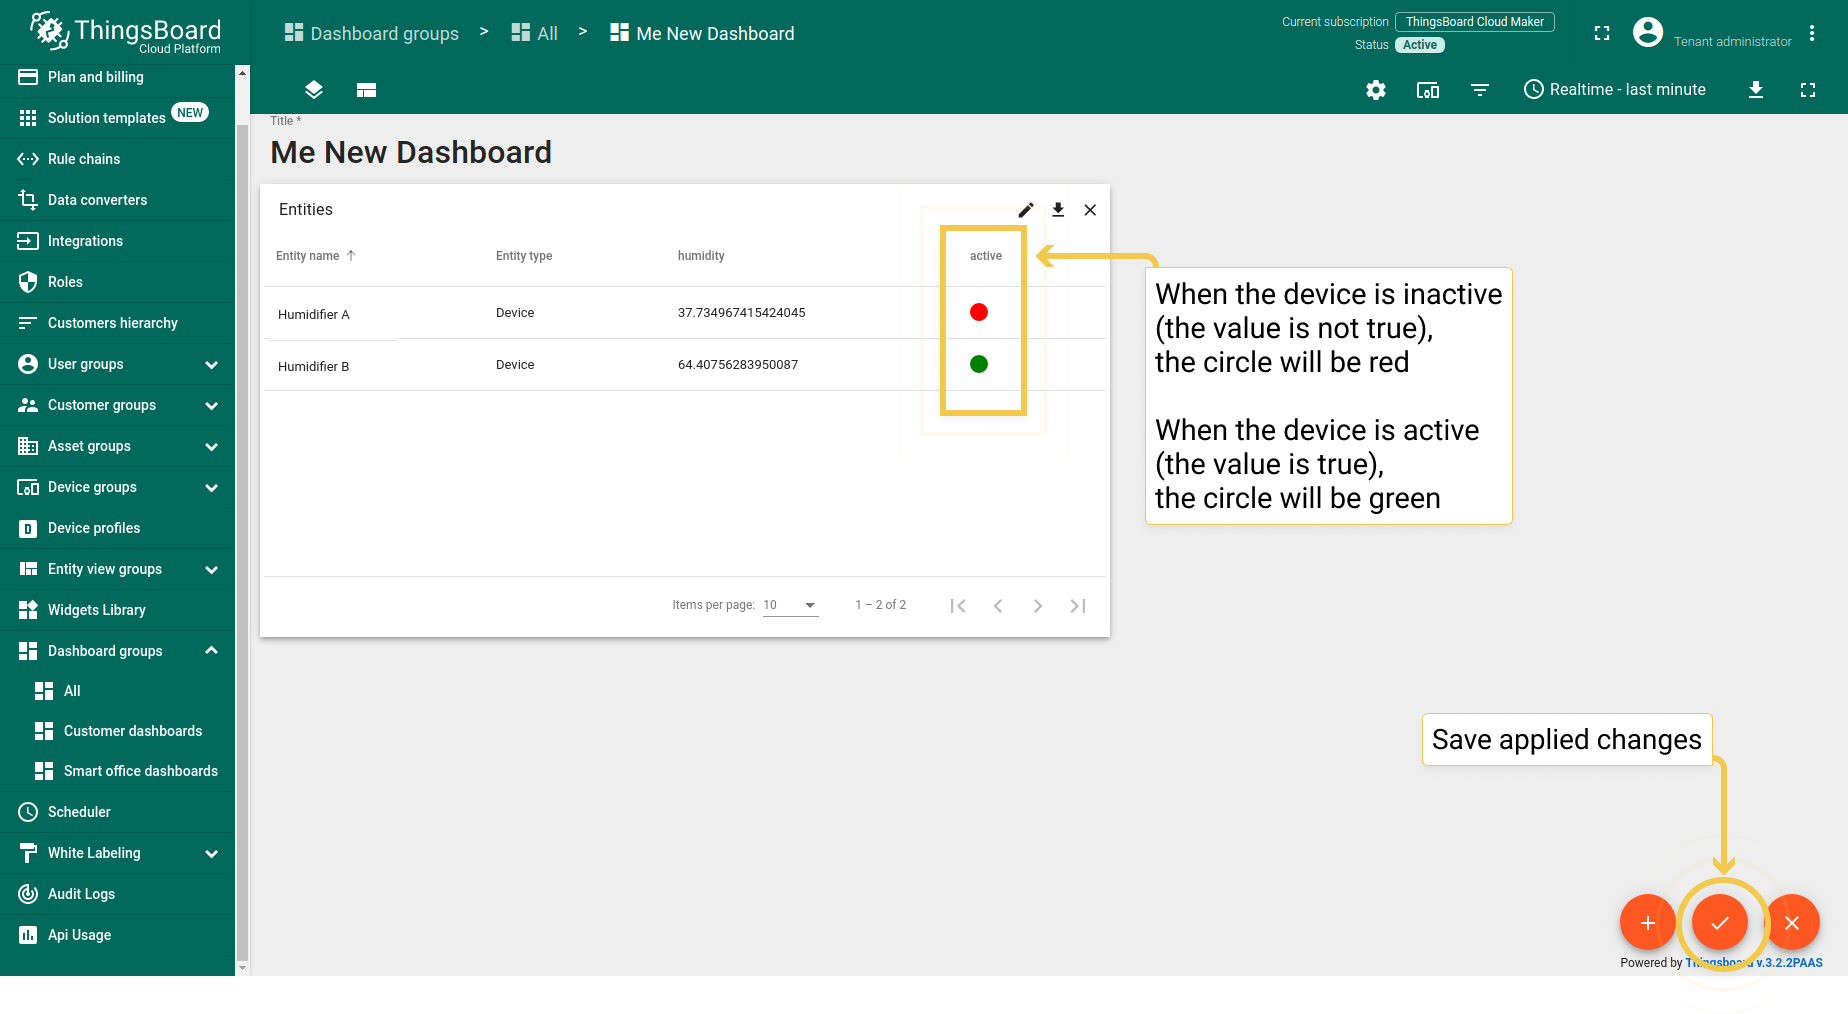 ThingsBoard
Cloud Platform
Dashboard groups > All > Me New Dashboard
Current subscription ThingsBoard Cloud Maker
Status Active
Tenant administrator
Realtime - last minute
Plan and billing
Solution templates NEW
Rule chains
Data converters
Integrations
Roles
Customers hierarchy
User groups
Customer groups
Asset groups
Device groups
Device profiles
Entity view groups
Widgets Library
Dashboard groups
All
Customer dashboards
Smart office dashboards
Scheduler
White Labeling
Audit Logs
Api Usage
Title *
Me New Dashboard
Entities
Entity name Entity type humidity active
Humidifier A Device 37.734967415424045
Humidifier B Device 64.40756283950087
Items per page: 10 1 – 2 of 2
When the device is inactive
(the value is not true),
the circle will be red
When the device is active
(the value is true),
the circle will be green
Save applied changes
Powered by Thingsboard v.3.2.2PAAS